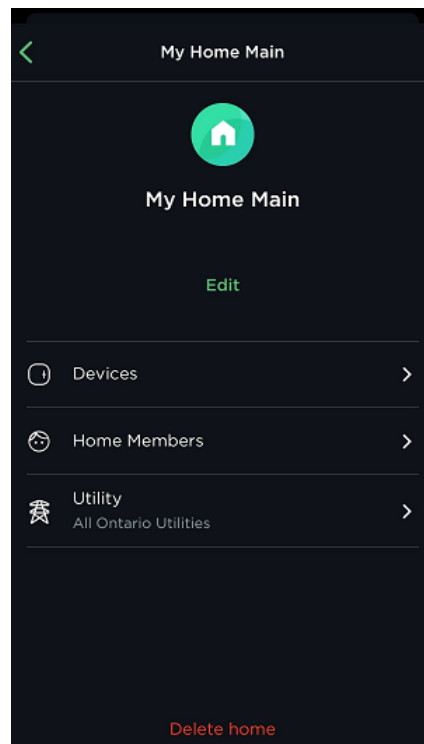 My Home Main
My Home Main
Edit
Devices
Home Members
Utility
All Ontario Utilities
Delete home